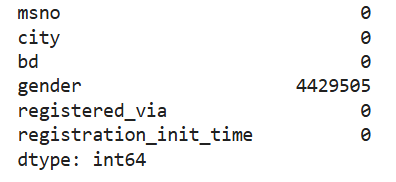 msno 0
city 0
bd 0
gender 4429505
registered_via 0
registration_init_time 0
dtype: int64